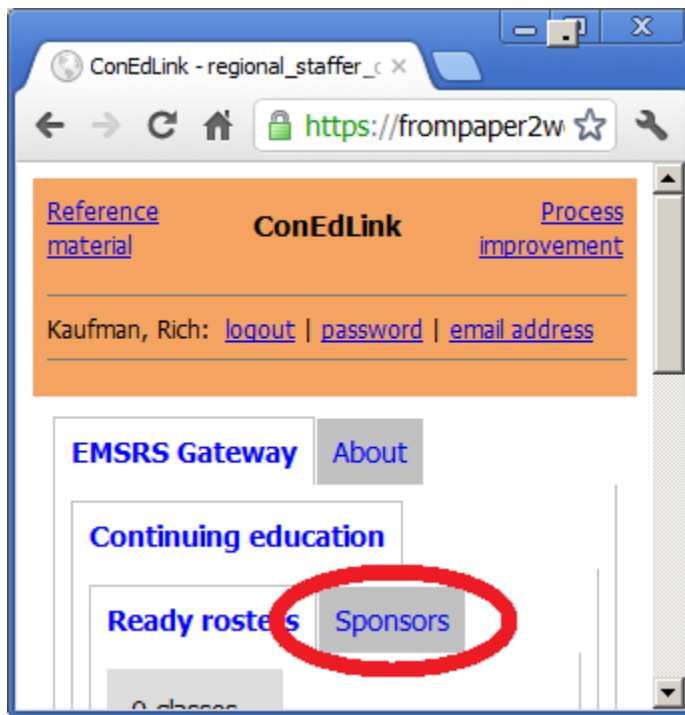 ConEdLink - regional_staffer_
https://frompaper2w
Reference material
ConEdLink
Process improvement
Kaufman, Rich: logout | password | email address
EMSRS Gateway About
Continuing education
Ready rosters Sponsors